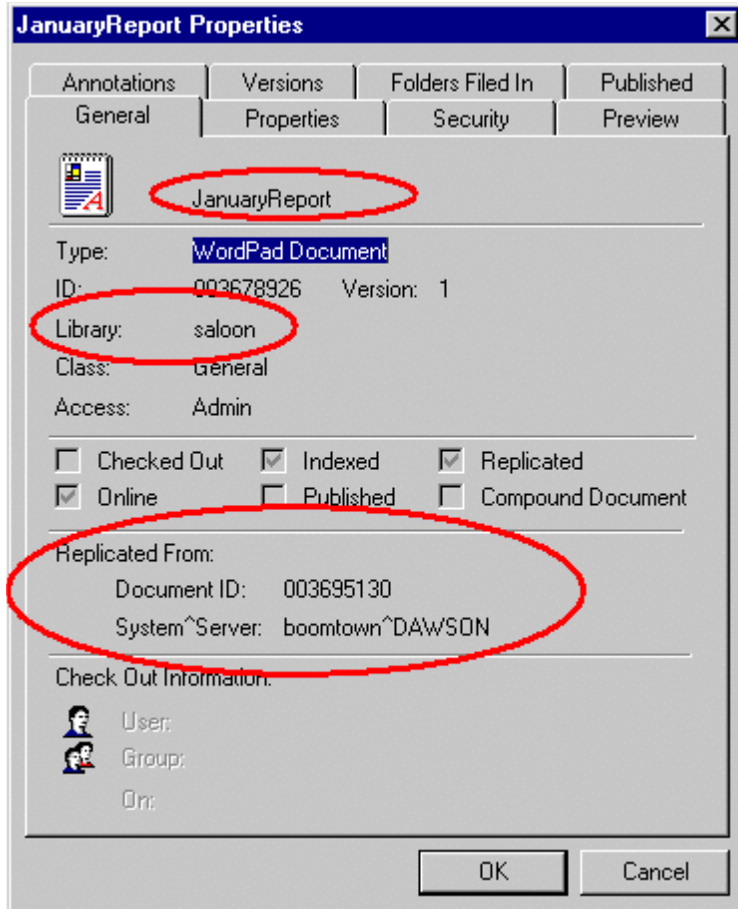 JanuaryReport Properties
Annotations Versions Folders Filed In Published
General Properties Security Preview
JanuaryReport
Type: WordPad Document
ID: 003678926 Version: 1
Library: saloon
Class: General
Access: Admin
Checked Out Indexed Replicated
Online Published Compound Document
Replicated From:
Document ID: 003695130
System^Server: boomtown^DAWSON
Check Out Information:
User:
Group:
On:
OK Cancel